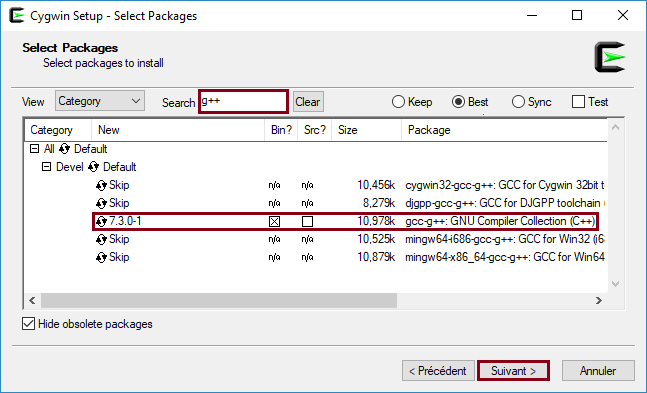 Cygwin Setup - Select Packages
Select Packages
Select packages to install
View Category Search g++ Clear Keep Best Sync Test
Category New Bin? Src? Size Package
All Default
Devel Default
Skip n/a n/a 10,456k cygwin32-gcc-g++: GCC for Cygwin 32bit t
Skip n/a n/a 8,279k djgpp-gcc-g++: GCC for DJGPP toolchain (
7.3.0-1 10,978k gcc-g++: GNU Compiler Collection (C++)
Skip n/a n/a 10,525k mingw64-i686-gcc-g++: GCC for Win32 (i6
Skip n/a n/a 10,879k mingw64-x86_64-gcc-g++: GCC for Win64
Hide obsolete packages
< Précédent Suivant > Annuler